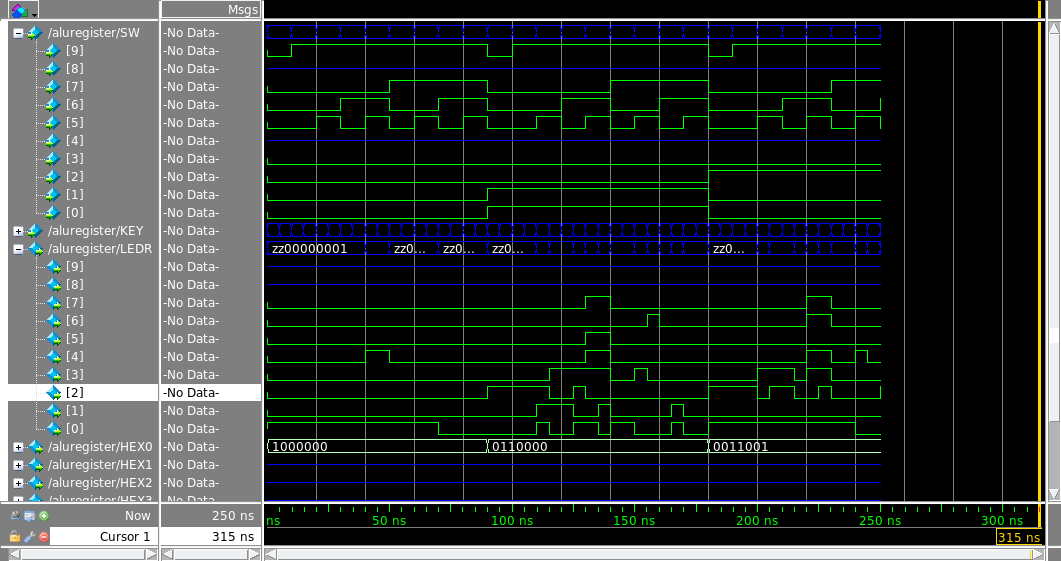 Msgs
/aluregister/SW -No Data-
[9] -No Data-
[8] -No Data-
[7] -No Data-
[6] -No Data-
[5] -No Data-
[4] -No Data-
[3] -No Data-
[2] -No Data-
[1] -No Data-
[0] -No Data-
/aluregister/KEY -No Data-
/aluregister/LEDR -No Data- zz00000001 zz0... zz0... zz0... zz0...
[9] -No Data-
[8] -No Data-
[7] -No Data-
[6] -No Data-
[5] -No Data-
[4] -No Data-
[3] -No Data-
[2] -No Data-
[1] -No Data-
[0] -No Data-
/aluregister/HEX0 -No Data- 1000000 0110000 0011001
/aluregister/HEX1 -No Data-
/aluregister/HEX2 -No Data-
/aluregister/HEX3 -No Data-
Now 250 ns ns 50 ns 100 ns 150 ns 200 ns 250 ns 300 ns
Cursor 1 315 ns 315 ns